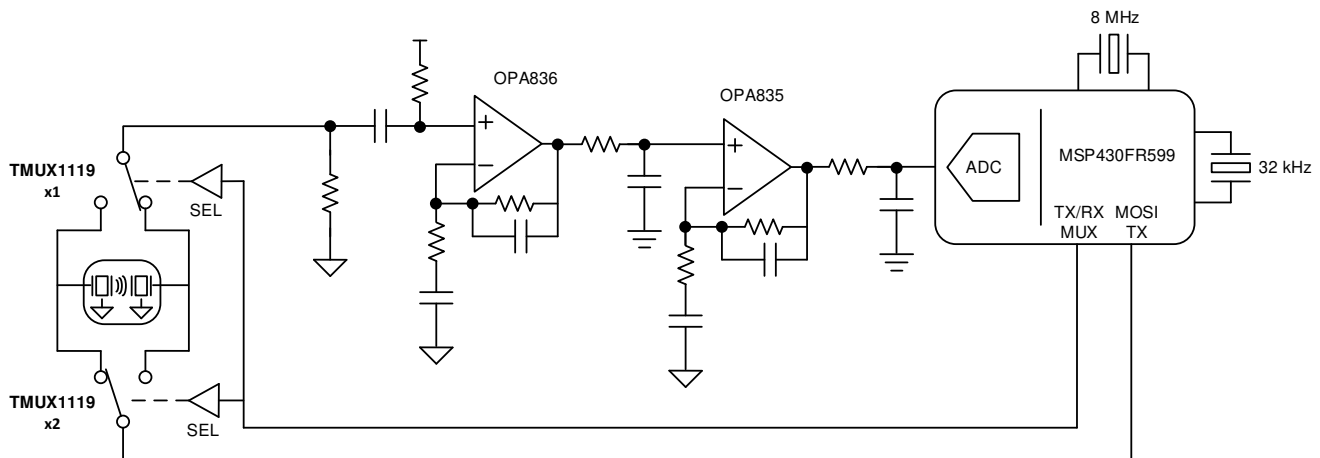 8 MHz
OPA836
OPA835
TMUX1119
x1
SEL
+
−
+
−
ADC
MSP430FR599
32 kHz
TX/RX MOSI
MUX TX
TMUX1119
x2
SEL